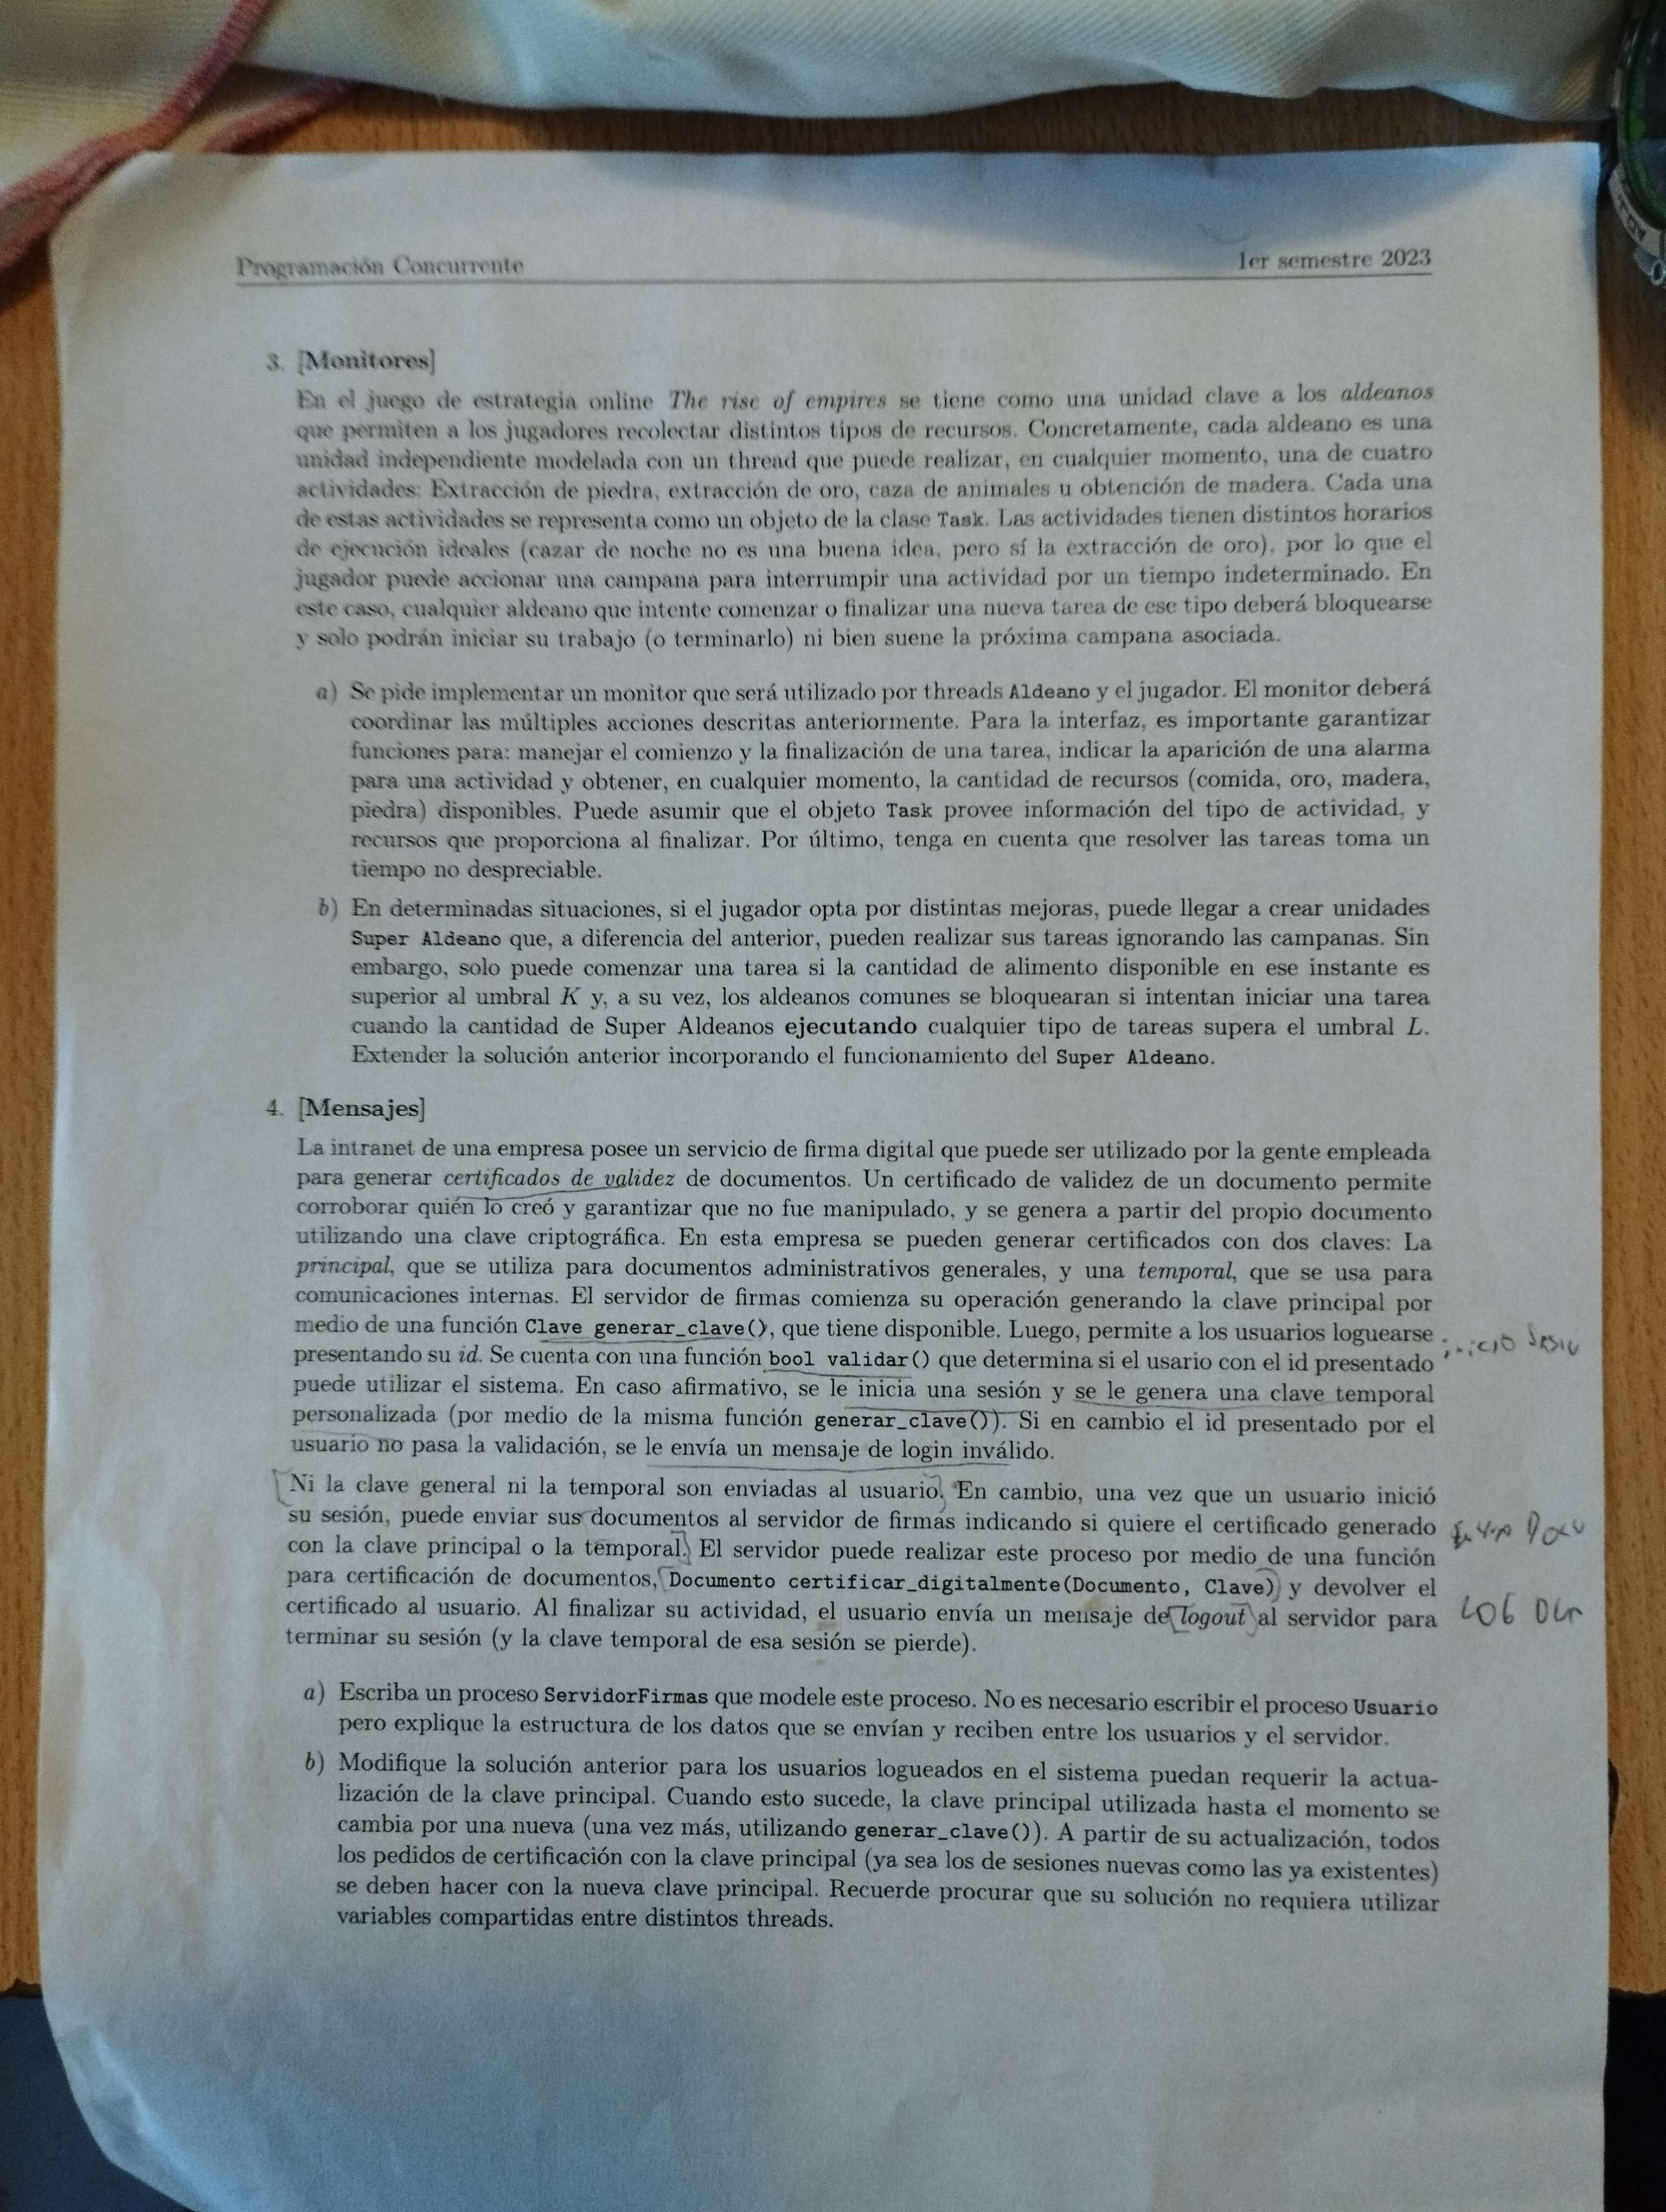 Programación Concurrente 1er semestre 2023
3. [Monitores]
En el juego de estrategia online The rise of empires se tiene como una unidad clave a los aldeanos
que permiten a los jugadores recolectar distintos tipos de recursos. Concretamente, cada aldeano es una
unidad independiente modelada con un thread que puede realizar, en cualquier momento, una de cuatro
actividades: Extracción de piedra, extracción de oro, caza de animales u obtención de madera. Cada una
de estas actividades se representa como un objeto de la clase Task. Las actividades tienen distintos horarios
de ejecución ideales (cazar de noche no es una buena idea, pero sí la extracción de oro), por lo que el
jugador puede accionar una campana para interrumpir una actividad por un tiempo indeterminado. En
este caso, cualquier aldeano que intente comenzar o finalizar una nueva tarea de ese tipo deberá bloquearse
y solo podrán iniciar su trabajo (o terminarlo) ni bien suene la próxima campana asociada.
a) Se pide implementar un monitor que será utilizado por threads Aldeano y el jugador. El monitor deberá
coordinar las múltiples acciones descritas anteriormente. Para la interfaz, es importante garantizar
funciones para: manejar el comienzo y la finalización de una tarea, indicar la aparición de una alarma
para una actividad y obtener, en cualquier momento, la cantidad de recursos (comida, oro, madera,
piedra) disponibles. Puede asumir que el objeto Task provee información del tipo de actividad, y
recursos que proporciona al finalizar. Por último, tenga en cuenta que resolver las tareas toma un
tiempo no despreciable.
b) En determinadas situaciones, si el jugador opta por distintas mejoras, puede llegar a crear unidades
Super Aldeano que, a diferencia del anterior, pueden realizar sus tareas ignorando las campanas. Sin
embargo, solo puede comenzar una tarea si la cantidad de alimento disponible en ese instante es
superior al umbral K y, a su vez, los aldeanos comunes se bloquearan si intentan iniciar una tarea
cuando la cantidad de Super Aldeanos ejecutando cualquier tipo de tareas supera el umbral L.
Extender la solución anterior incorporando el funcionamiento del Super Aldeano.
4. [Mensajes]
La intranet de una empresa posee un servicio de firma digital que puede ser utilizado por la gente empleada
para generar certificados de validez de documentos. Un certificado de validez de un documento permite
corroborar quién lo creó y garantizar que no fue manipulado, y se genera a partir del propio documento
utilizando una clave criptográfica. En esta empresa se pueden generar certificados con dos claves: La
principal, que se utiliza para documentos administrativos generales, y una temporal, que se usa para
comunicaciones internas. El servidor de firmas comienza su operación generando la clave principal por
medio de una función Clave generar_clave(), que tiene disponible. Luego, permite a los usuarios loguearse
presentando su id. Se cuenta con una función bool validar() que determina si el usario con el id presentado
puede utilizar el sistema. En caso afirmativo, se le inicia una sesión y se le genera una clave temporal
personalizada (por medio de la misma función generar_clave()). Si en cambio el id presentado por el
usuario no pasa la validación, se le envía un mensaje de login inválido.
Ni la clave general ni la temporal son enviadas al usuario. En cambio, una vez que un usuario inició
su sesión, puede enviar sus documentos al servidor de firmas indicando si quiere el certificado generado
con la clave principal o la temporal. El servidor puede realizar este proceso por medio de una función
para certificación de documentos, Documento certificar_digitalmente(Documento, Clave) y devolver el
certificado al usuario. Al finalizar su actividad, el usuario envía un mensaje de logout al servidor para LOG OUT
terminar su sesión (y la clave temporal de esa sesión se pierde).
a) Escriba un proceso ServidorFirmas que modele este proceso. No es necesario escribir el proceso Usuario
pero explique la estructura de los datos que se envían y reciben entre los usuarios y el servidor.
b) Modifique la solución anterior para los usuarios logueados en el sistema puedan requerir la actua-
lización de la clave principal. Cuando esto sucede, la clave principal utilizada hasta el momento se
cambia por una nueva (una vez más, utilizando generar_clave()). A partir de su actualización, todos
los pedidos de certificación con la clave principal (ya sea los de sesiones nuevas como las ya existentes)
se deben hacer con la nueva clave principal. Recuerde procurar que su solución no requiera utilizar
variables compartidas entre distintos threads.